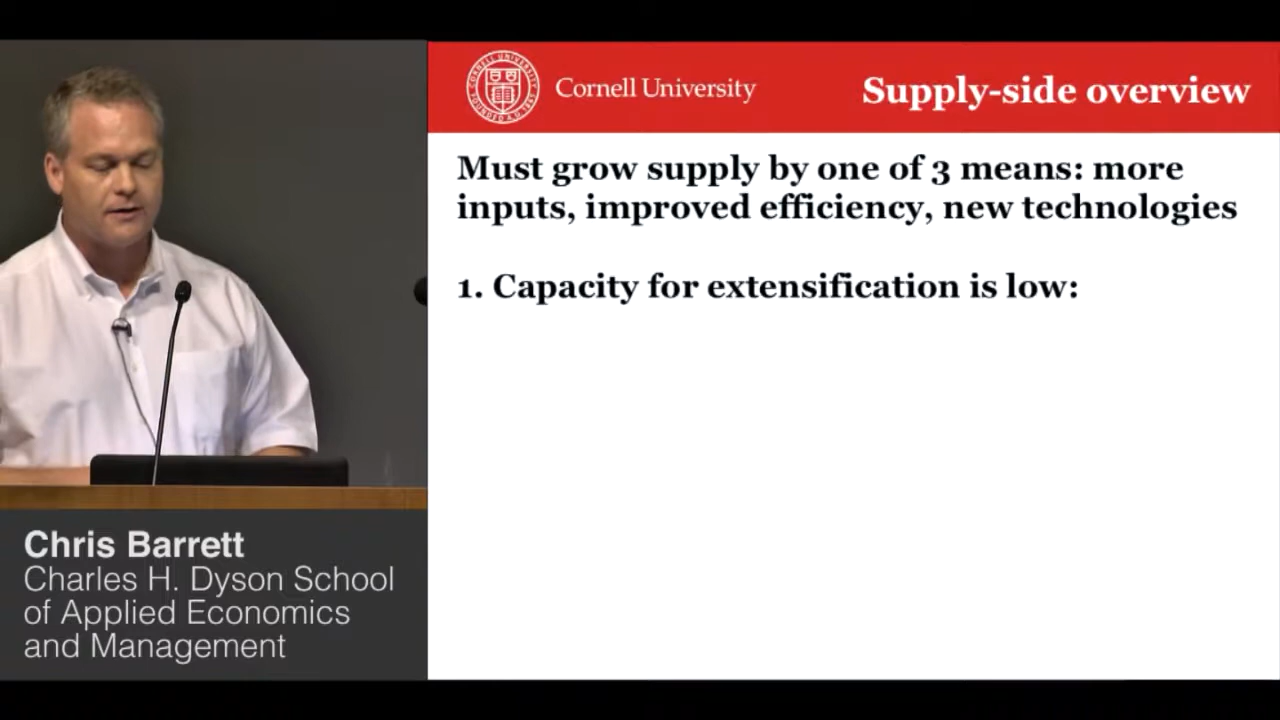 Cornell University
Supply-side overview
Must grow supply by one of 3 means: more
inputs, improved efficiency, new technologies
1. Capacity for extensification is low:
Chris Barrett
Charles H. Dyson School
of Applied Economics
and Management